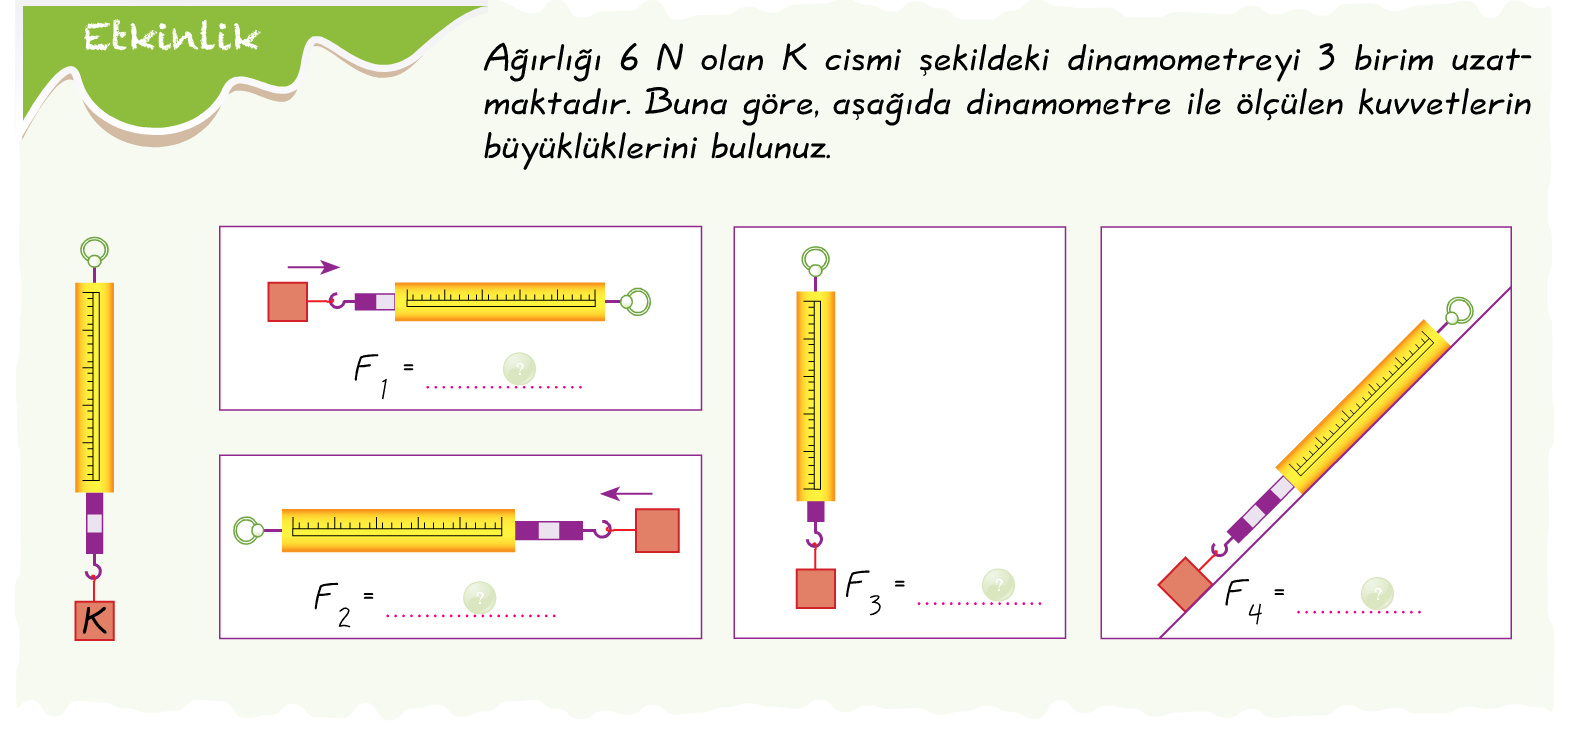 Etkinlik
Ağırlığı 6 N olan K cismi şekildeki dinamometreyi 3 birim uzat-
maktadır. Buna göre, aşağıda dinamometre ile ölçülen kuvvetlerin
büyüklüklerini bulunuz.
K
F1 = ?
F2 = ?
F3 = ?
F4 = ?